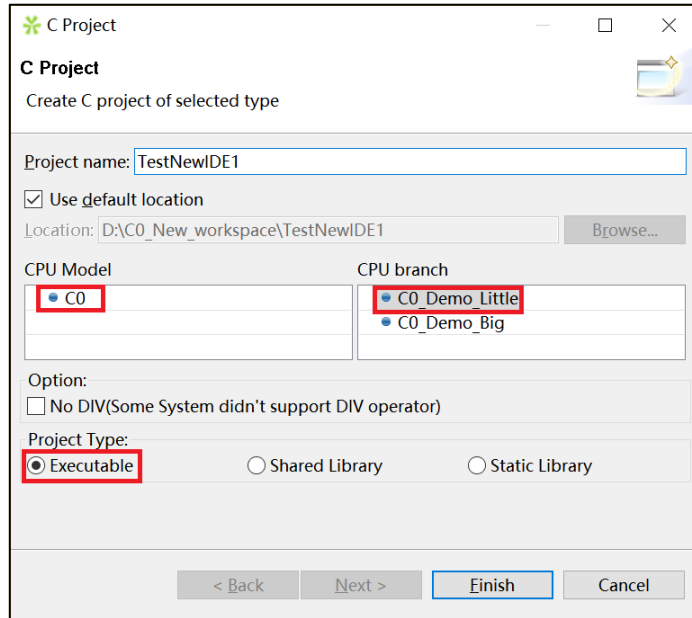 C Project
C Project
Create C project of selected type
Project name: TestNewIDE1
Use default location
Location: D:\C0_New_workspace\TestNewIDE1 Browse...
CPU Model CPU branch
C0 C0_Demo_Little
C0_Demo_Big
Option:
No DIV(Some System didn't support DIV operator)
Project Type:
Executable Shared Library Static Library
< Back Next > Finish Cancel